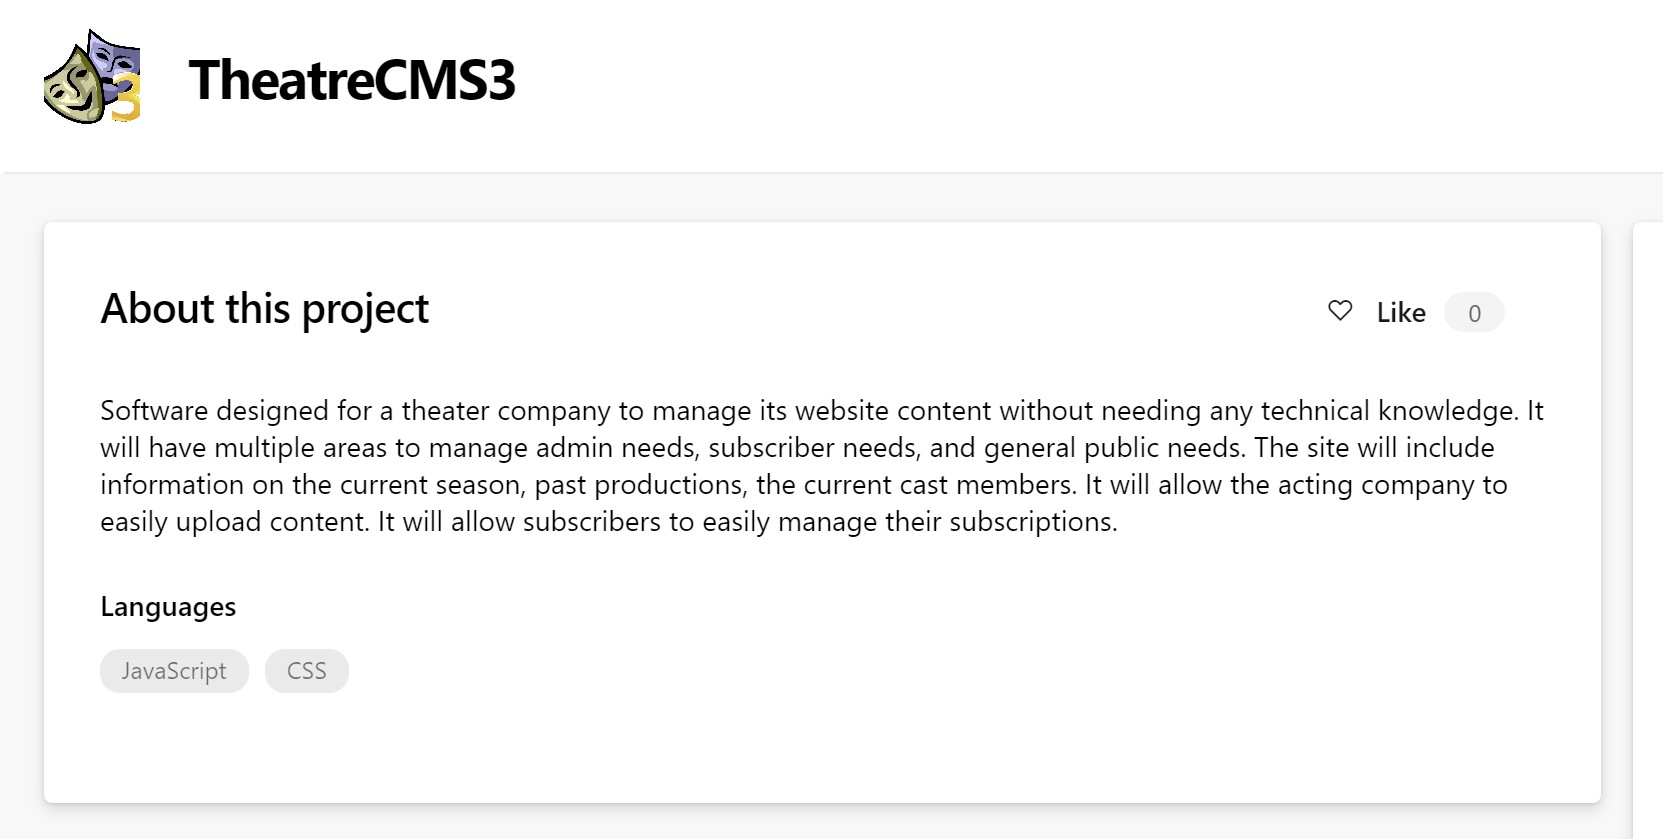 3
TheatreCMS3
About this project
Like 0
Software designed for a theater company to manage its website content without needing any technical knowledge. It
will have multiple areas to manage admin needs, subscriber needs, and general public needs. The site will include
information on the current season, past productions, the current cast members. It will allow the acting company to
easily upload content. It will allow subscribers to easily manage their subscriptions.
Languages
JavaScript CSS